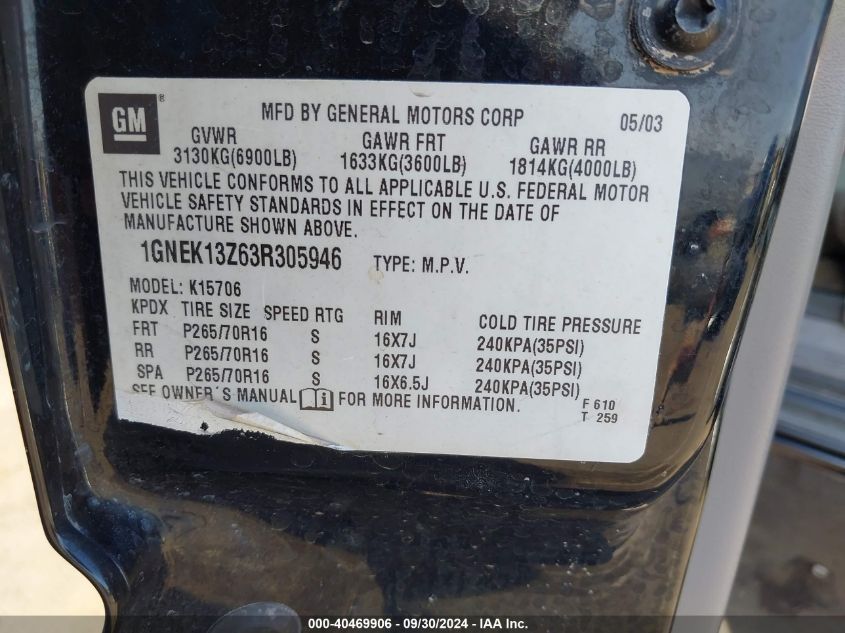 GM ® MFD BY GENERAL MOTORS CORP 05/03
GVWR GAWR FRT GAWR RR
3130KG(6900LB) 1633KG(3600LB) 1814KG(4000LB)
THIS VEHICLE CONFORMS TO ALL APPLICABLE U.S. FEDERAL MOTOR
VEHICLE SAFETY STANDARDS IN EFFECT ON THE DATE OF
MANUFACTURE SHOWN ABOVE.
1GNEK13Z63R305946 TYPE: M.P.V.
MODEL: K15706
KPDX TIRE SIZE SPEED RTG RIM COLD TIRE PRESSURE
FRT P265/70R16 S 16X7J 240KPA(35PSI)
RR P265/70R16 S 16X7J 240KPA(35PSI)
SPA P265/70R16 S 16X6.5J 240KPA(35PSI)
SEE OWNER'S MANUAL FOR MORE INFORMATION. F 610
T 259
000-40469906 - 09/30/2024 - IAA Inc.